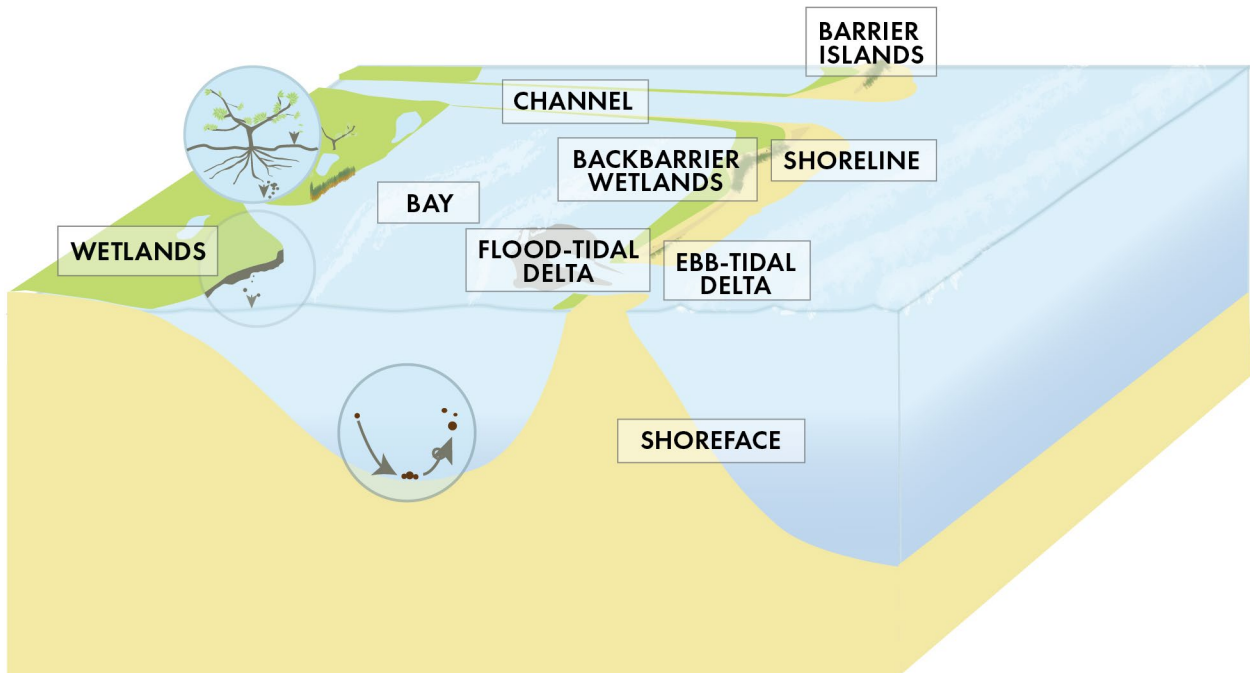 BARRIER
ISLANDS
CHANNEL
BACKBARRIER
WETLANDS
SHORELINE
BAY
WETLANDS
FLOOD-TIDAL
DELTA
EBB-TIDAL
DELTA
SHOREFACE